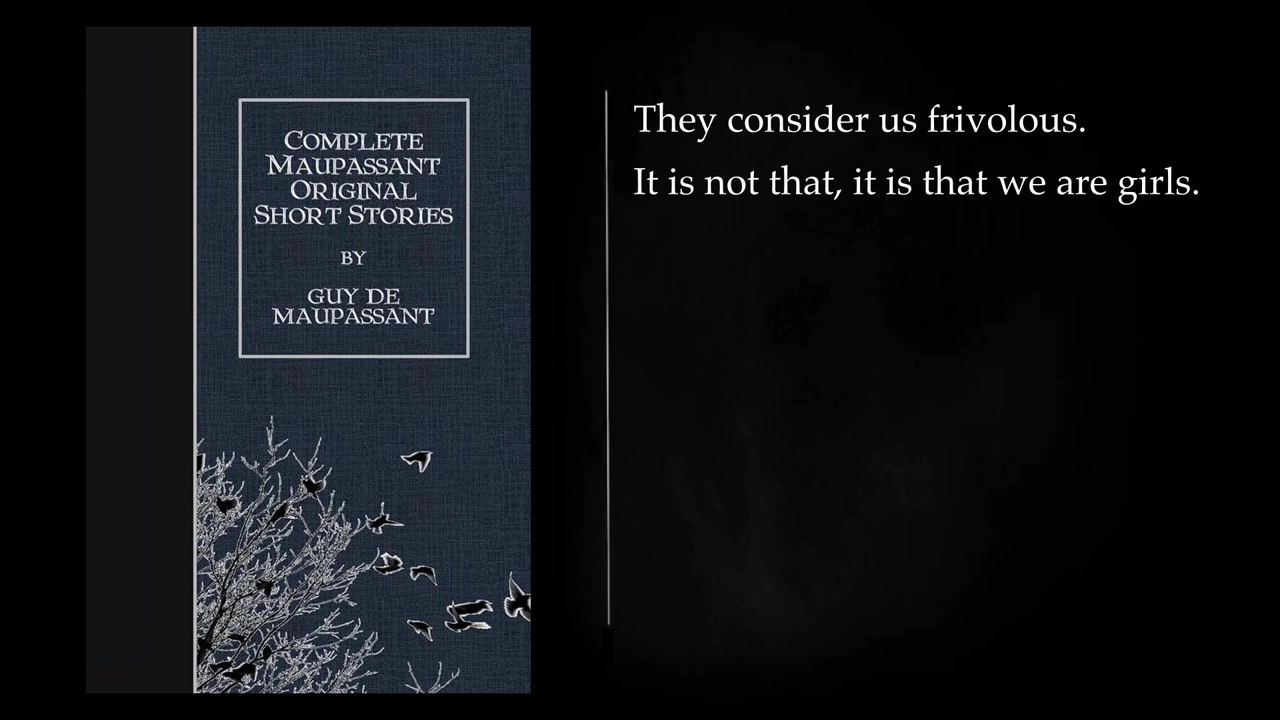 COMPLETE
MAUPASSANT
ORIGINAL
SHORT STORIES
BY
GUY DE
MAUPASSANT
They consider us frivolous.
It is not that, it is that we are girls.